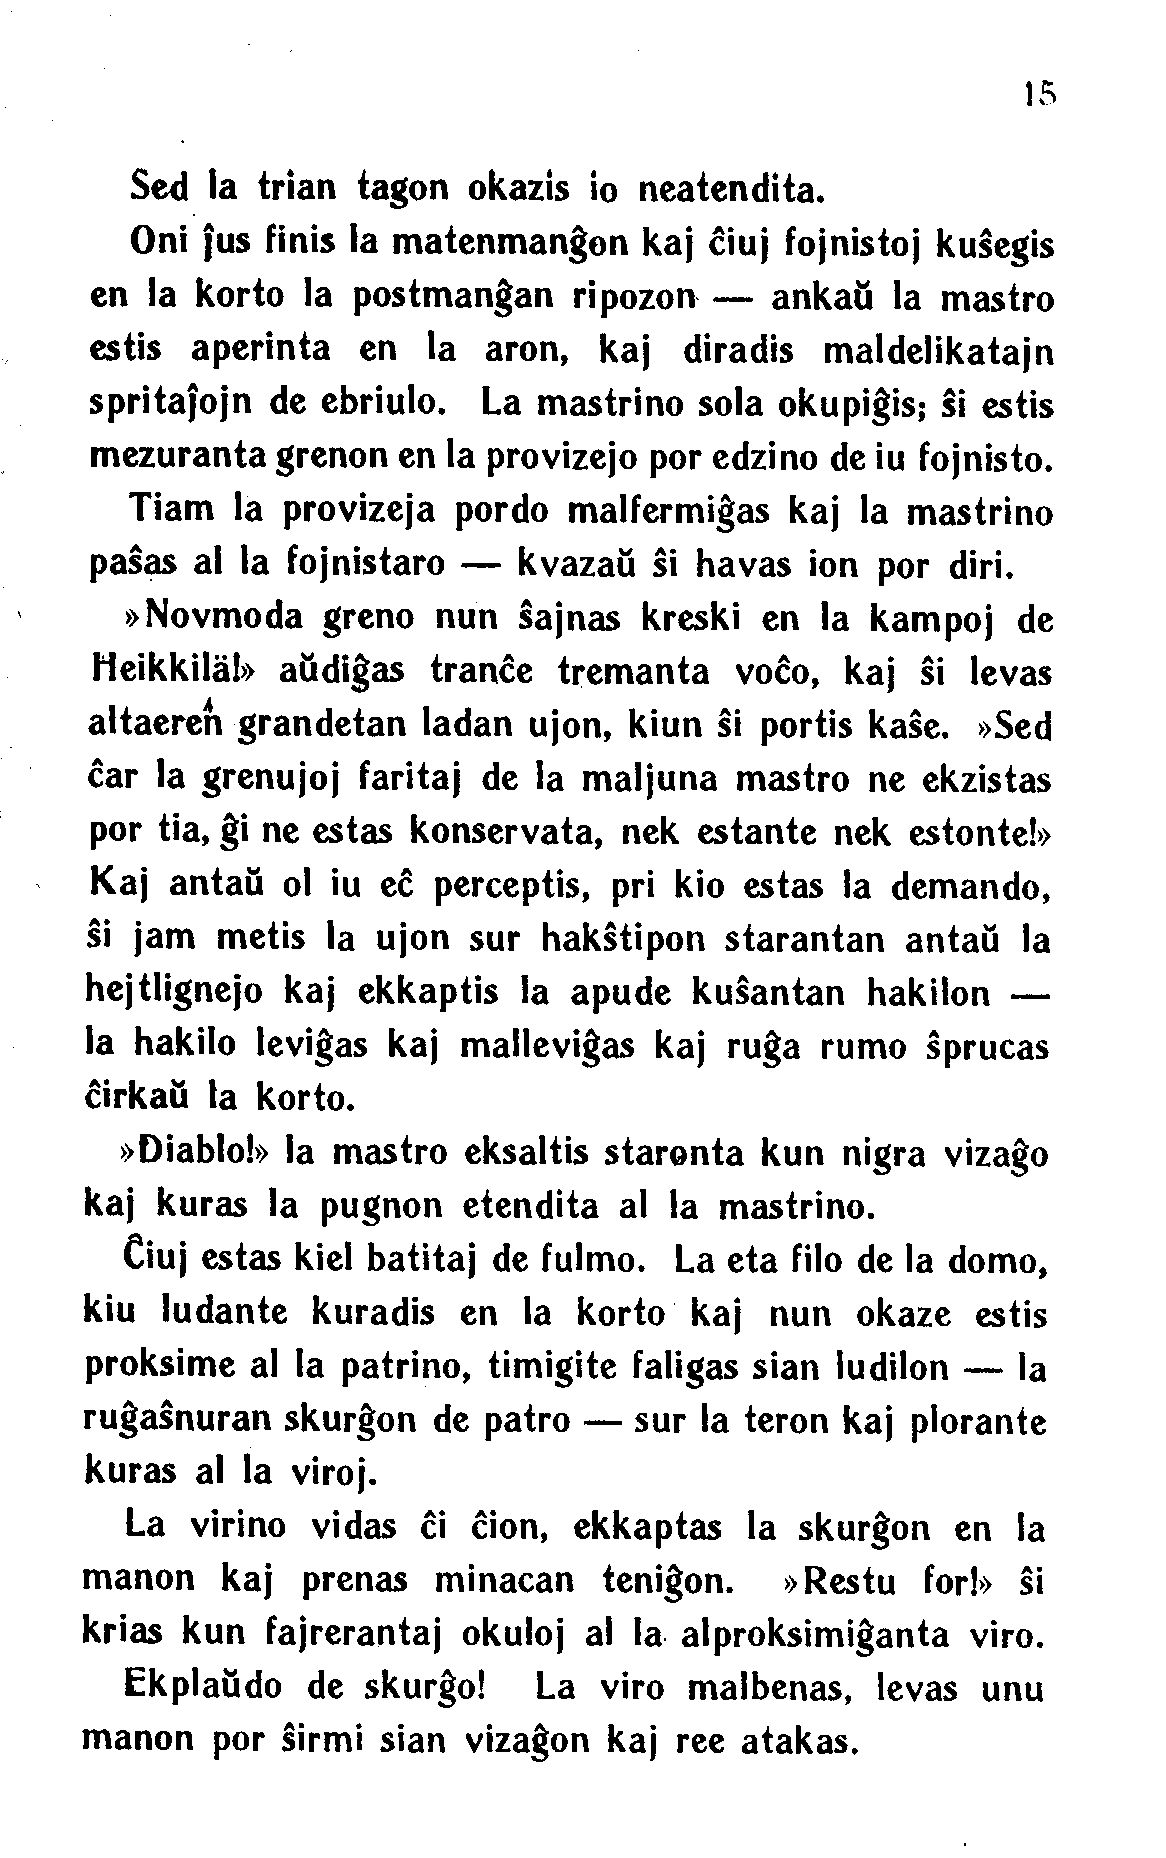 15
Sed la trian tagon okazis io neatendita.
Oni ĵus finis la matenmanĝon kaj ĉiuj fojnistoj kuŝegis
en la korto la postmanĝan ripozon — ankaŭ la mastro
estis aperinta en la aron, kaj diradis maldelikatajn
spritaĵojn de ebriulo. La mastrino sola okupiĝis; ŝi estis
mezuranta grenon en la provizejo por edzino de iu fojnisto.
Tiam la provizeja pordo malfermiĝas kaj la mastrino
paŝas al la fojnistaro — kvazaŭ ŝi havas ion por diri.
»Novmoda greno nun ŝajnas kreski en la kampoj de
Heikkilä!» aŭdiĝas tranĉe tremanta voĉo, kaj ŝi levas
altaeren grandetan ladan ujon, kiun ŝi portis kaŝe. »Sed
ĉar la grenujoj faritaj de la maljuna mastro ne ekzistas
por tia, ĝi ne estas konservata, nek estante nek estonte!»
Kaj antaŭ ol iu eĉ perceptis, pri kio estas la demando,
ŝi jam metis la ujon sur hakŝtipon starantan antaŭ la
hejtlignejo kaj ekkaptis la apude kuŝantan hakilon —
la hakilo leviĝas kaj malleviĝas kaj ruĝa rumo ŝprucas
ĉirkaŭ la korto.
»Diablo!» la mastro eksaltis staronta kun nigra vizaĝo
kaj kuras la pugnon etendita al la mastrino.
Ĉiuj estas kiel batitaj de fulmo. La eta filo de la domo,
kiu ludante kuradis en la korto kaj nun okaze estis
proksime al la patrino, timigite faligas sian ludilon — la
ruĝaŝnuran skurĝon de patro — sur la teron kaj plorante
kuras al la viroj.
La virino vidas ĉi ĉion, ekkaptas la skurĝon en la
manon kaj prenas minacan teniĝon. »Restu for!» ŝi
krias kun fajrerantaj okuloj al la alproksimiĝanta viro.
Ekplaŭdo de skurĝo! La viro malbenas, levas unu
manon por ŝirmi sian vizaĝon kaj ree atakas.